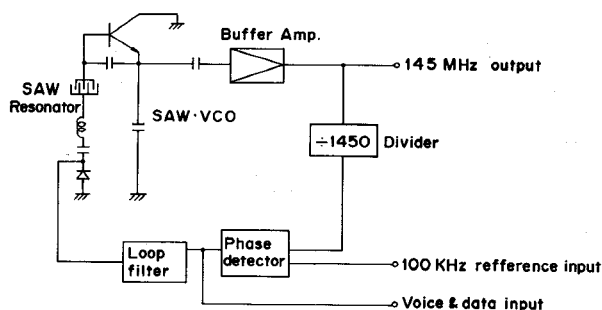 Buffer Amp.
145 MHz output
SAW
Resonator
SAW·VCO
÷1450
Divider
Phase
detector
Loop
filter
100 KHz refference input
Voice & data input